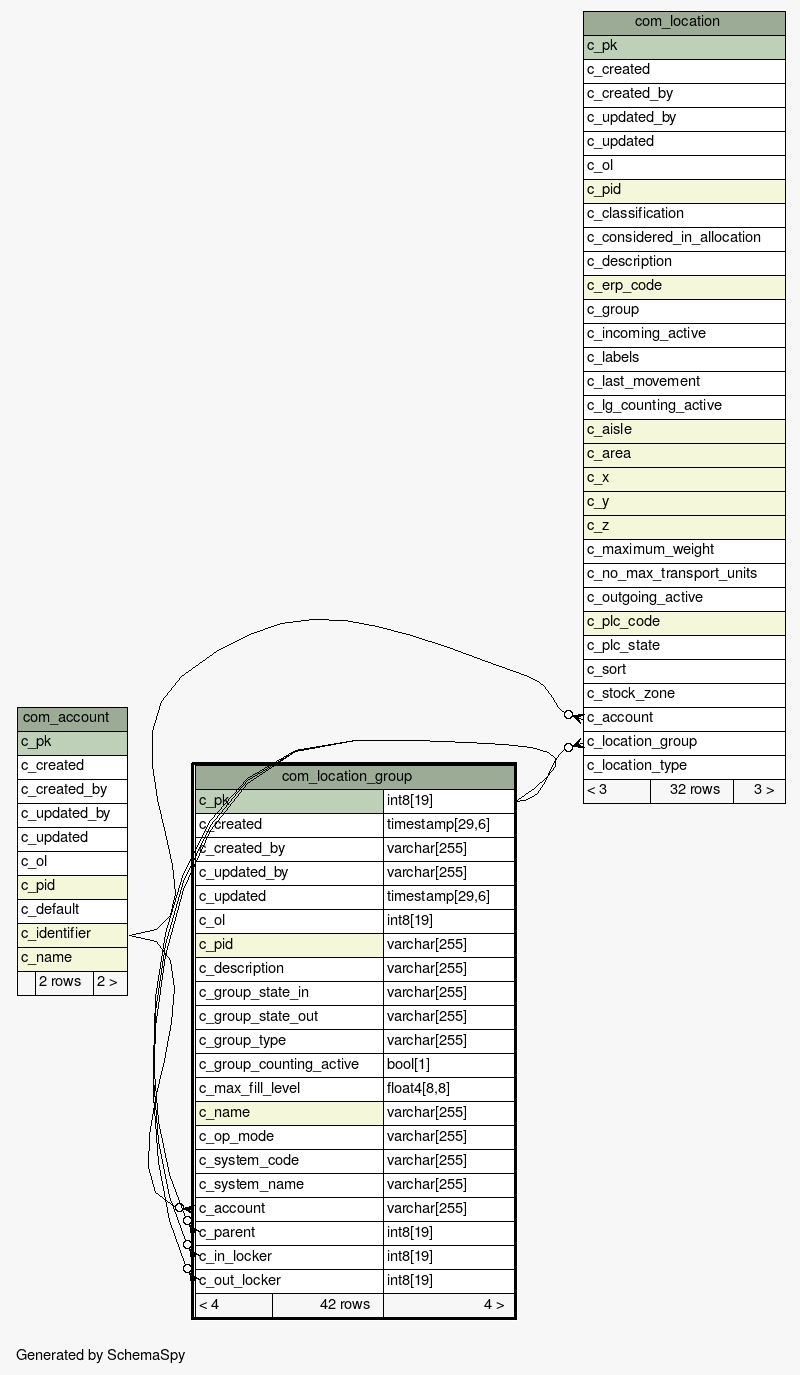 com_location
c_pk
c_created
c_created_by
c_updated_by
c_updated
c_ol
c_pid
c_classification
c_considered_in_allocation
c_description
c_erp_code
c_group
c_incoming_active
c_labels
c_last_movement
c_lg_counting_active
c_aisle
c_area
c_x
c_y
c_z
c_maximum_weight
c_no_max_transport_units
c_outgoing_active
c_plc_code
c_plc_state
c_sort
c_stock_zone
c_account
c_location_group
c_location_type
< 3 32 rows 3 >
com_account
c_pk
c_created
c_created_by
c_updated_by
c_updated
c_ol
c_pid
c_default
c_identifier
c_name
2 rows 2 >
com_location_group
c_pk int8[19]
c_created timestamp[29,6]
c_created_by varchar[255]
c_updated_by varchar[255]
c_updated timestamp[29,6]
c_ol int8[19]
c_pid varchar[255]
c_description varchar[255]
c_group_state_in varchar[255]
c_group_state_out varchar[255]
c_group_type varchar[255]
c_group_counting_active bool[1]
c_max_fill_level float4[8,8]
c_name varchar[255]
c_op_mode varchar[255]
c_system_code varchar[255]
c_system_name varchar[255]
c_account varchar[255]
c_parent int8[19]
c_in_locker int8[19]
c_out_locker int8[19]
< 4 42 rows 4 >
Generated by SchemaSpy